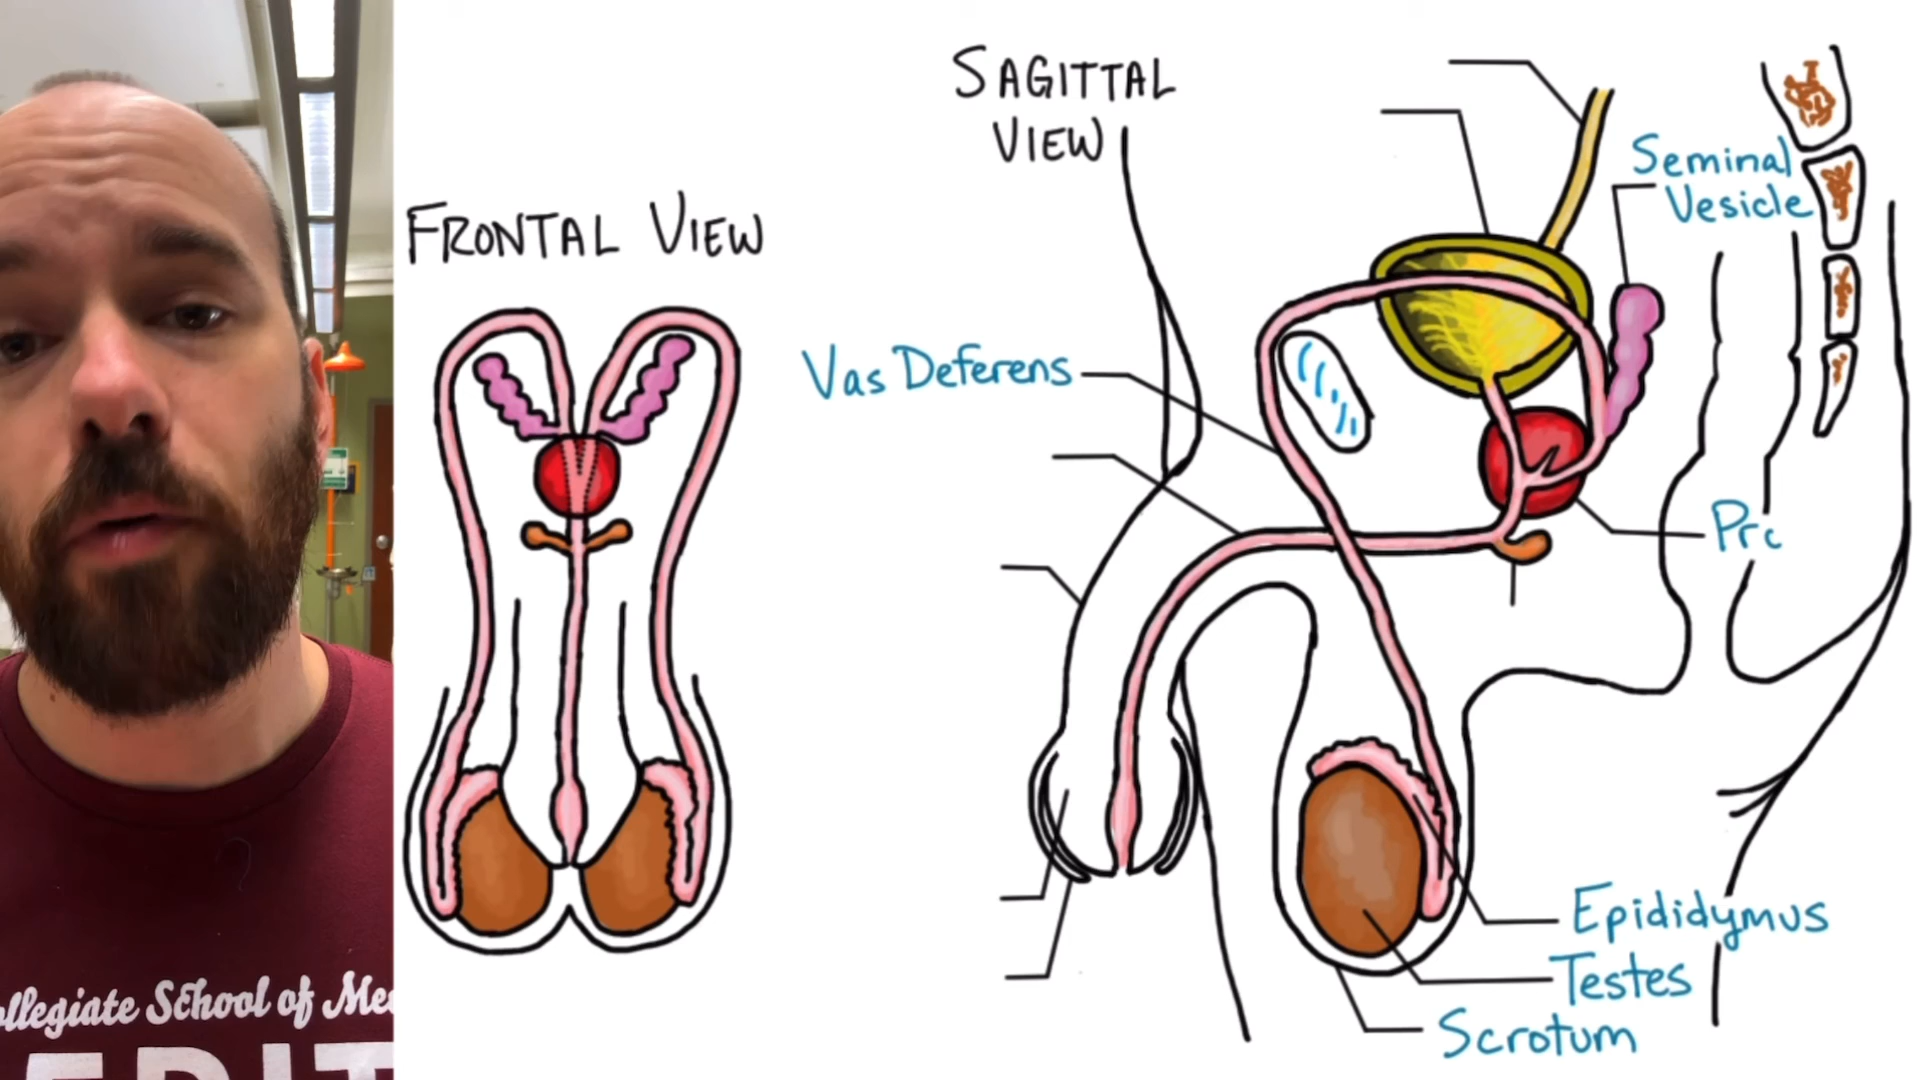 FRONTAL VIEW
SAGITTAL
VIEW
Seminal
Vesicle
Vas Deferens
Prc
Epididymus
Testes
Scrotum
ollegiate School of Me